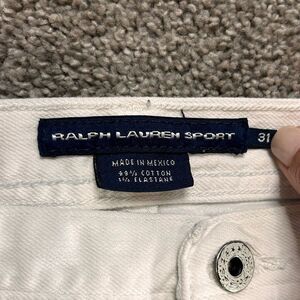 RALPH LAUREN SPORT
31
MADE IN MEXICO
99% COTTON
1% ELASTANE